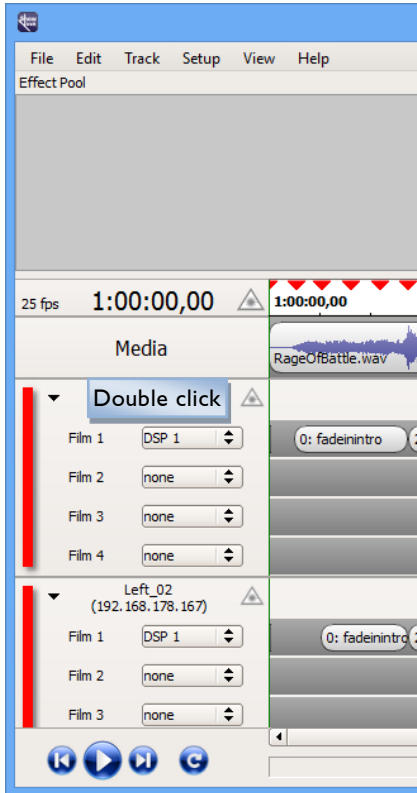 File Edit Track Setup View Help
Effect Pool
25 fps 1:00:00,00 1:00:00,00
Media
RageOfBattle.wav
Double click
Film 1 DSP 1 0: fadeinintro
Film 2 none
Film 3 none
Film 4 none
Left_02
(192.168.178.167)
Film 1 DSP 1 0: fadeinintro
Film 2 none
Film 3 none